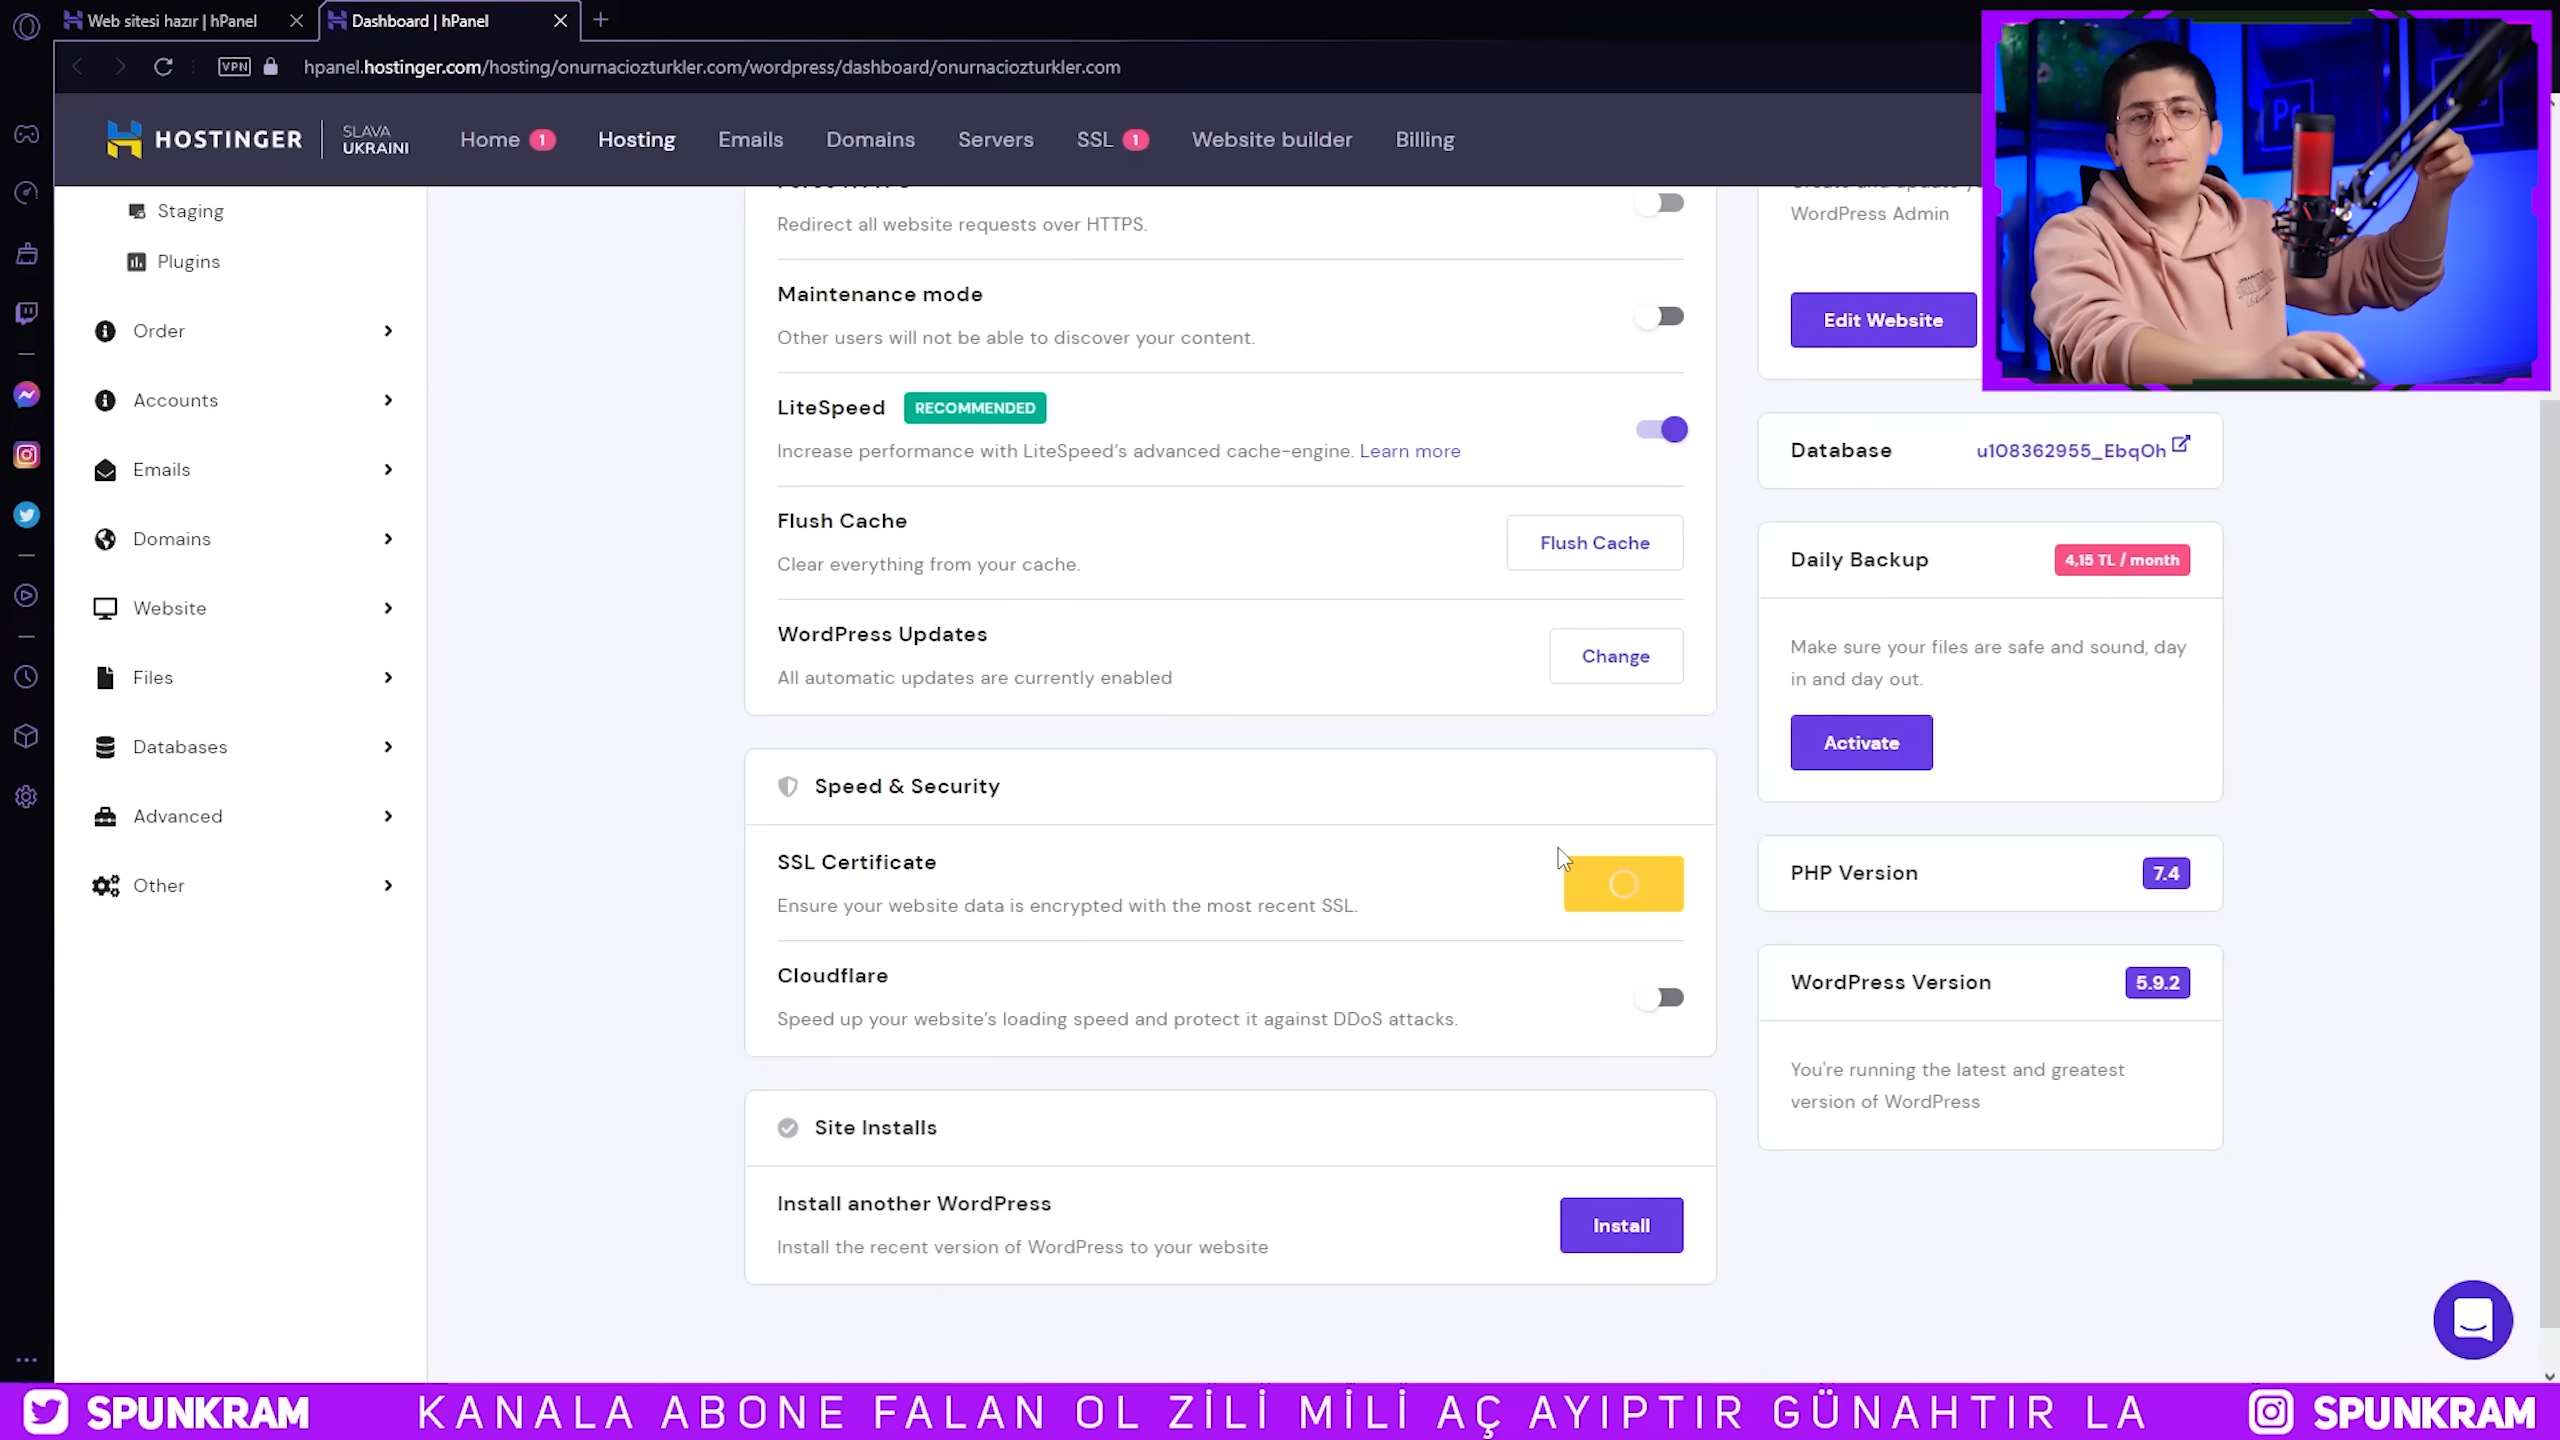 Web sitesi hazır | hPanel
Dashboard | hPanel
VPN
hpanel.hostinger.com/hosting/onurnaciozturkler.com/wordpress/dashboard/onurnaciozturkler.com
HOSTINGER
SLAVA
UKRAINI
Home 1
Hosting
Emails
Domains
Servers
SSL 1
Website builder
Billing
Staging
Plugins
Order
Accounts
Emails
Domains
Website
Files
Databases
Advanced
Other
Redirect all website requests over HTTPS.
Maintenance mode
Other users will not be able to discover your content.
LiteSpeed RECOMMENDED
Increase performance with LiteSpeed's advanced cache-engine. Learn more
Flush Cache
Clear everything from your cache.
Flush Cache
WordPress Updates
All automatic updates are currently enabled
Change
Speed & Security
SSL Certificate
Ensure your website data is encrypted with the most recent SSL.
Cloudflare
Speed up your website's loading speed and protect it against DDoS attacks.
Site Installs
Install another WordPress
Install the recent version of WordPress to your website
Install
WordPress Admin
Edit Website
Database u108362955_EbqOh
Daily Backup 4,15 TL / month
Make sure your files are safe and sound, day
in and day out.
Activate
PHP Version 7.4
WordPress Version 5.9.2
You're running the latest and greatest
version of WordPress
Pr
SPUNKRAM
KANALA ABONE FALAN OL ZİLİ MİLİ AÇ AYIPTIR GÜNAHTIR LA
SPUNKRAM